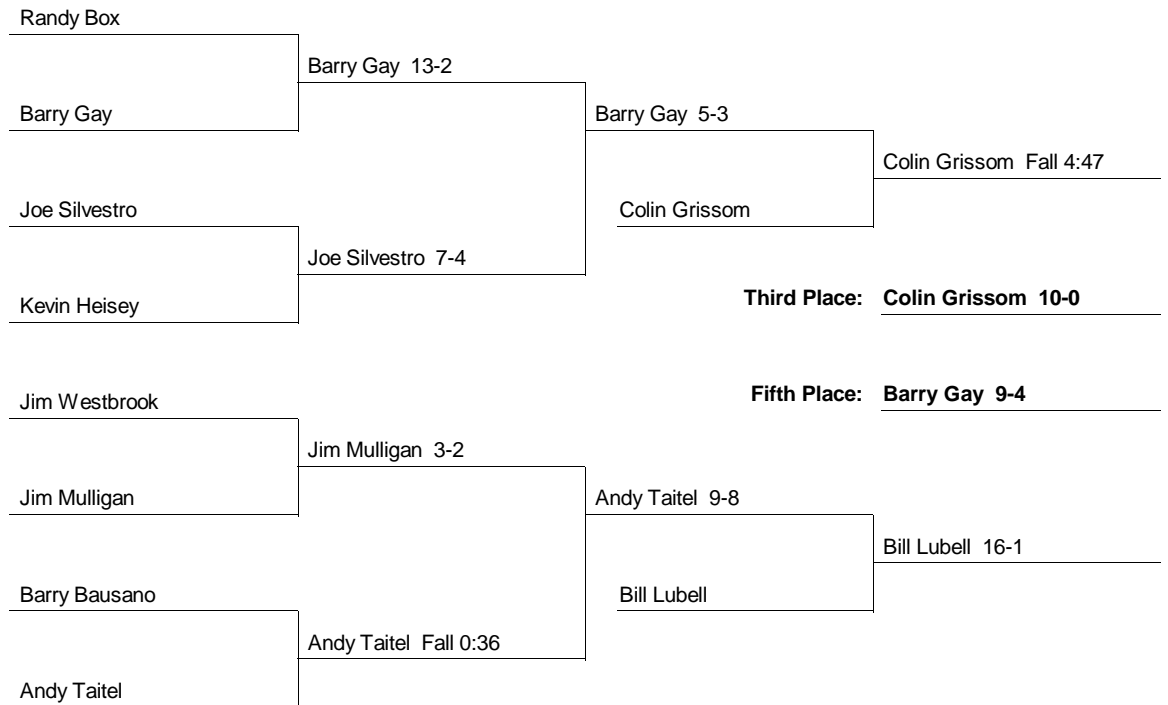 Randy Box
Barry Gay 13-2
Barry Gay
Barry Gay 5-3
Colin Grissom Fall 4:47
Joe Silvestro
Colin Grissom
Joe Silvestro 7-4
Kevin Heisey
Third Place: Colin Grissom 10-0
Jim Westbrook
Fifth Place: Barry Gay 9-4
Jim Mulligan 3-2
Jim Mulligan
Andy Taitel 9-8
Bill Lubell 16-1
Barry Bausano
Bill Lubell
Andy Taitel Fall 0:36
Andy Taitel